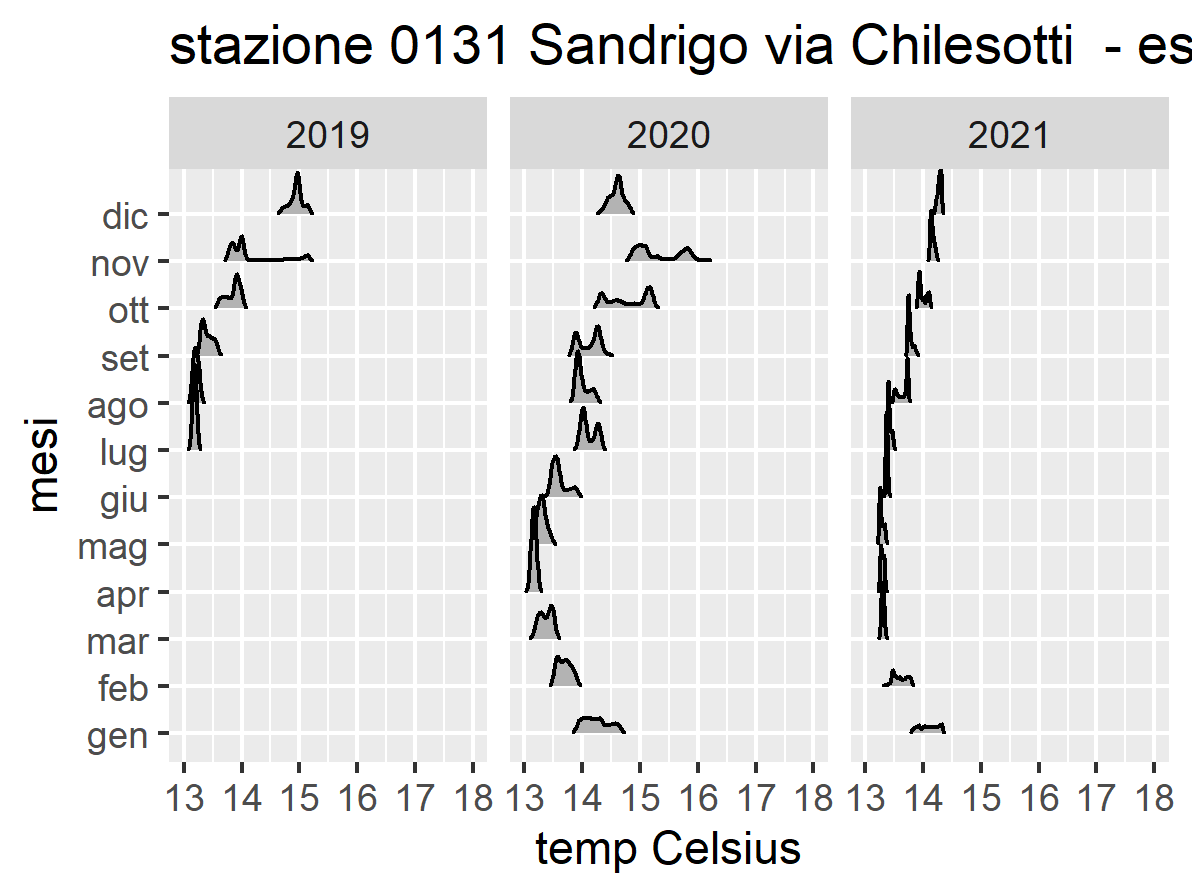 stazione 0131 Sandrigo via Chilesotti - es
2019 2020 2021
dic
nov
ott
set
ago
lug
giu
mag
apr
mar
feb
gen
mesi
13 14 15 16 17 18 13 14 15 16 17 18 13 14 15 16 17 18
temp Celsius